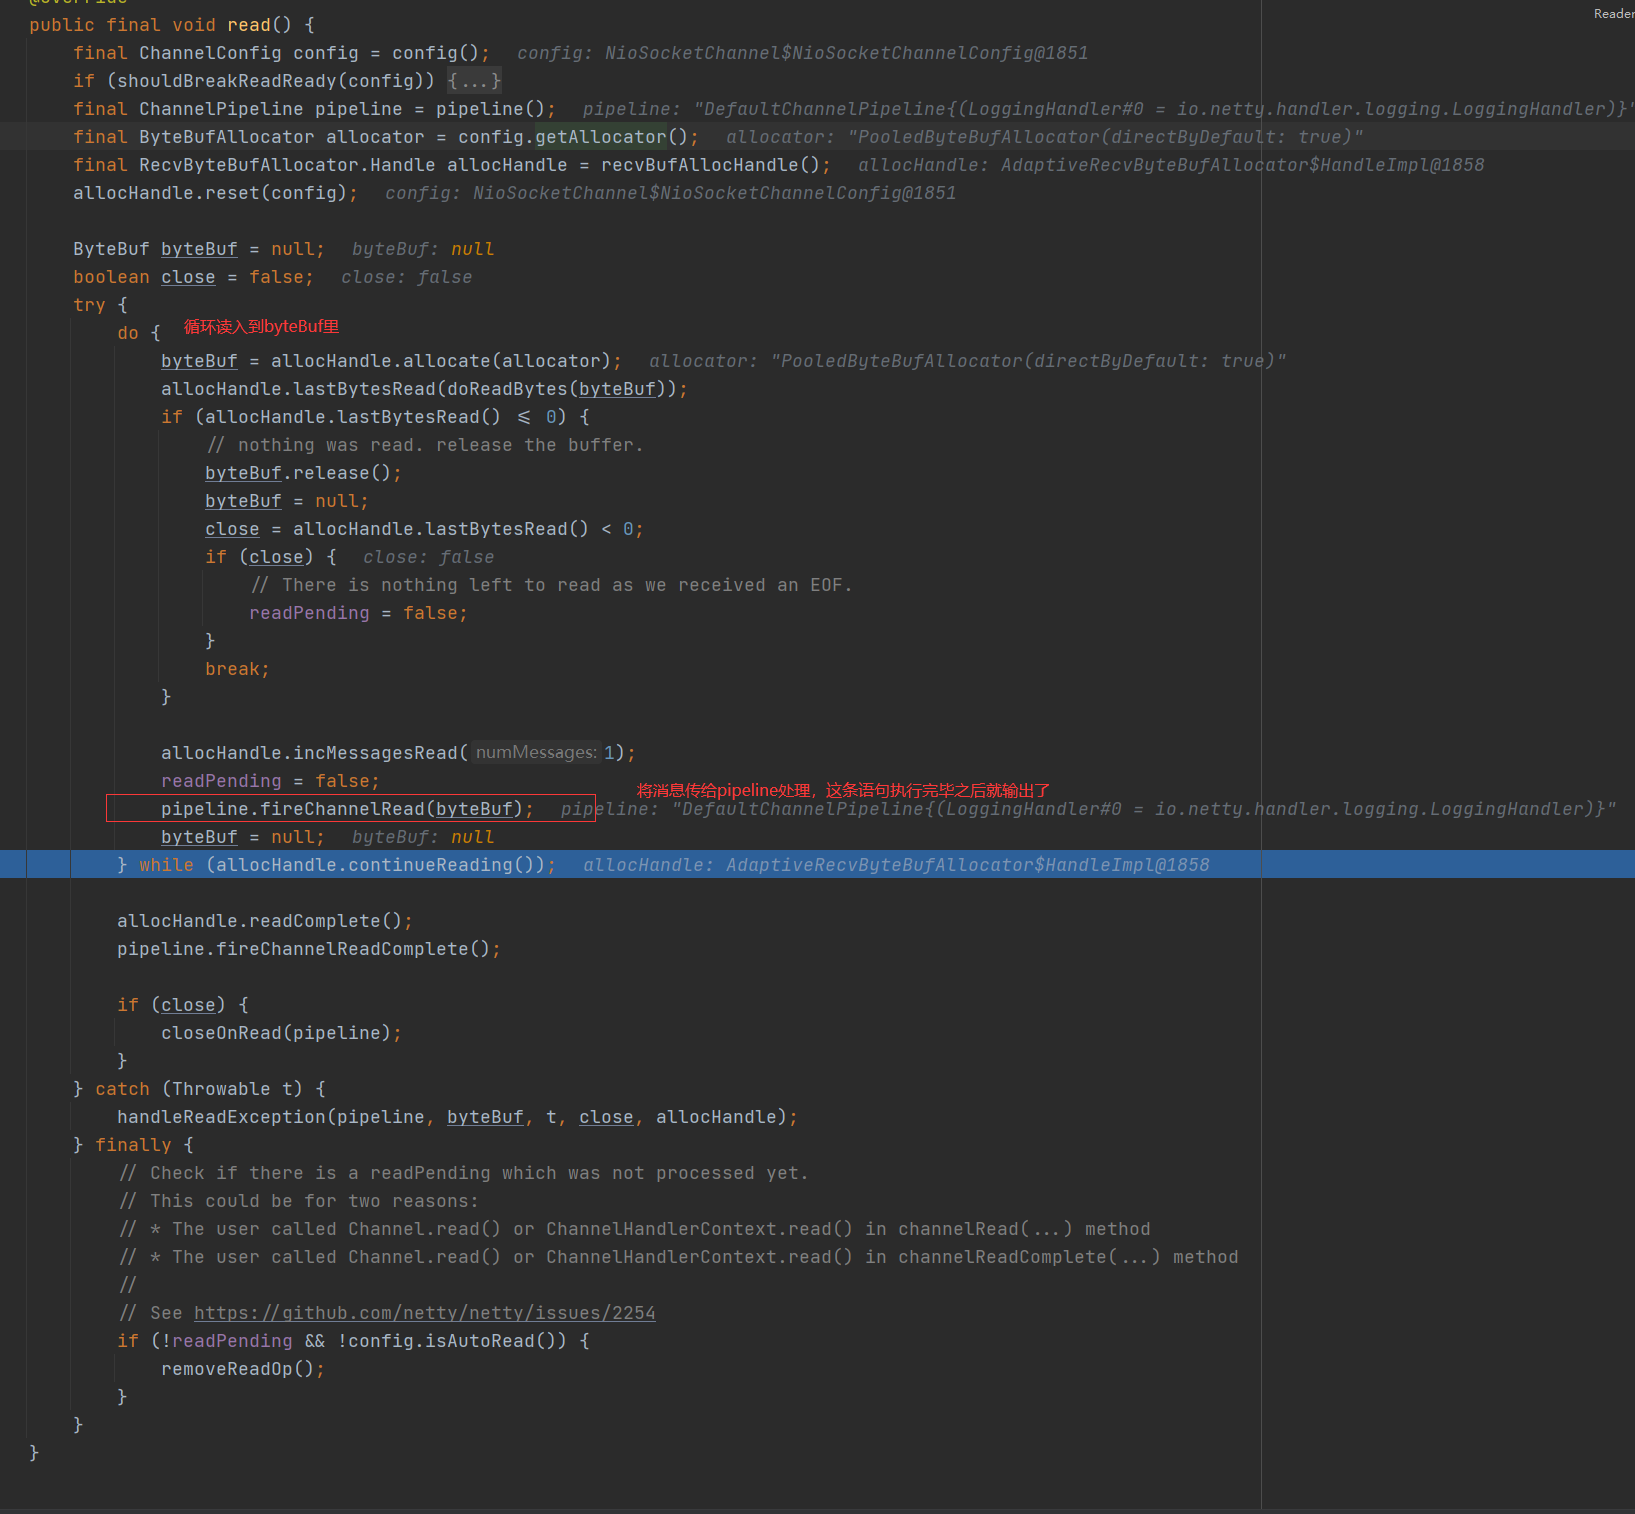 @Override
Reader
public final void read() {
final ChannelConfig config = config();  config: NioSocketChannel$NioSocketChannelConfig@1851
if (shouldBreakReadReady(config)) {...}
final ChannelPipeline pipeline = pipeline();  pipeline: "DefaultChannelPipeline{(LoggingHandler#0 = io.netty.handler.logging.LoggingHandler)}"
final ByteBufAllocator allocator = config.getAllocator();  allocator: "PooledByteBufAllocator(directByDefault: true)"
final RecvByteBufAllocator.Handle allocHandle = recvBufAllocHandle();  allocHandle: AdaptiveRecvByteBufAllocator$HandleImpl@1858
allocHandle.reset(config);  config: NioSocketChannel$NioSocketChannelConfig@1851
ByteBuf byteBuf = null;  byteBuf: null
boolean close = false;  close: false
try {
do {  循环读入到byteBuf里
byteBuf = allocHandle.allocate(allocator);  allocator: "PooledByteBufAllocator(directByDefault: true)"
allocHandle.lastBytesRead(doReadBytes(byteBuf));
if (allocHandle.lastBytesRead() <= 0) {
// nothing was read. release the buffer.
byteBuf.release();
byteBuf = null;
close = allocHandle.lastBytesRead() < 0;
if (close) {  close: false
// There is nothing left to read as we received an EOF.
readPending = false;
}
break;
}
allocHandle.incMessagesRead( numMessages: 1);
readPending = false;
将消息传给pipeline处理，这条语句执行完毕之后就输出了
pipeline.fireChannelRead(byteBuf);  pipeline: "DefaultChannelPipeline{(LoggingHandler#0 = io.netty.handler.logging.LoggingHandler)}"
byteBuf = null;  byteBuf: null
} while (allocHandle.continueReading());  allocHandle: AdaptiveRecvByteBufAllocator$HandleImpl@1858
allocHandle.readComplete();
pipeline.fireChannelReadComplete();
if (close) {
closeOnRead(pipeline);
}
} catch (Throwable t) {
handleReadException(pipeline, byteBuf, t, close, allocHandle);
} finally {
// Check if there is a readPending which was not processed yet.
// This could be for two reasons:
// * The user called Channel.read() or ChannelHandlerContext.read() in channelRead(...) method
// * The user called Channel.read() or ChannelHandlerContext.read() in channelReadComplete(...) method
//
// See https://github.com/netty/netty/issues/2254
if (!readPending && !config.isAutoRead()) {
removeReadOp();
}
}
}